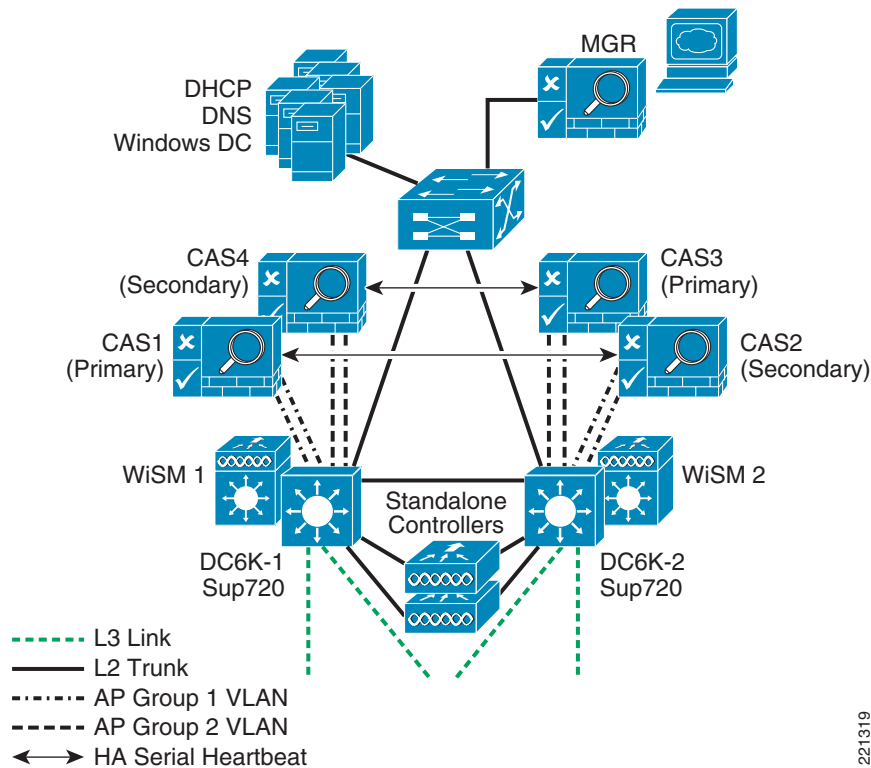 MGR
DHCP
DNS
Windows DC
CAS4
(Secondary)
CAS3
(Primary)
CAS1
(Primary)
CAS2
(Secondary)
WiSM 1
WiSM 2
Standalone
Controllers
DC6K-1
Sup720
DC6K-2
Sup720
L3 Link
L2 Trunk
AP Group 1 VLAN
AP Group 2 VLAN
HA Serial Heartbeat
221319